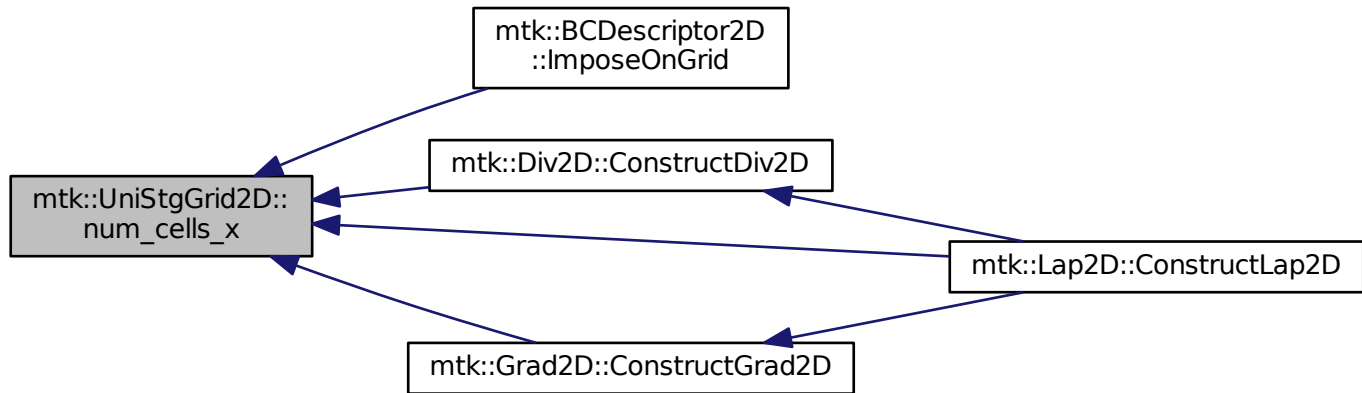 mtk::BCDescriptor2D
::ImposeOnGrid
mtk::Div2D::ConstructDiv2D
mtk::UniStgGrid2D::
num_cells_x
mtk::Lap2D::ConstructLap2D
mtk::Grad2D::ConstructGrad2D